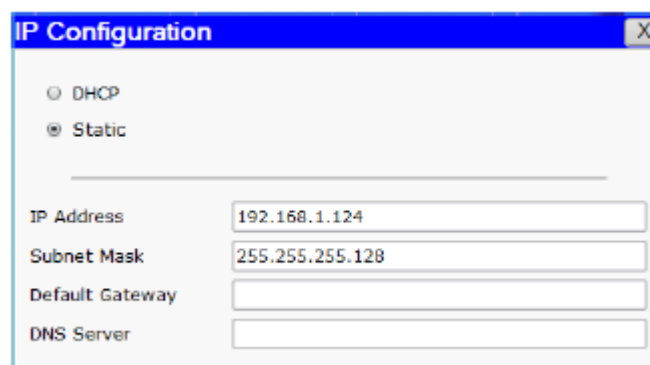 IP Configuration X
DHCP
Static
IP Address 192.168.1.124
Subnet Mask 255.255.255.128
Default Gateway
DNS Server